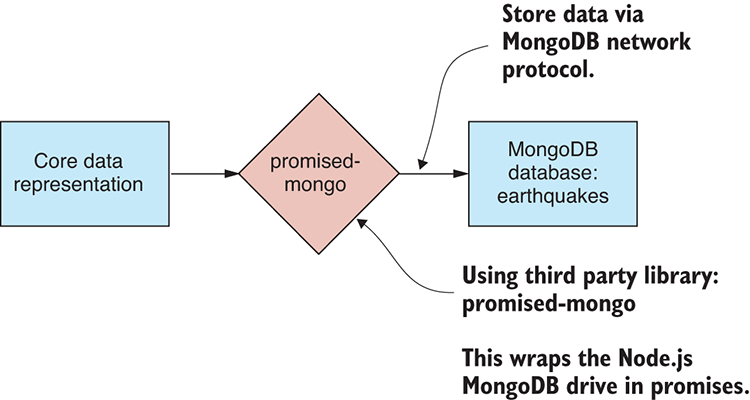 Store data via
MongoDB network
protocol.
Core data
representation
promised-
mongo
MongoDB
database:
earthquakes
Using third party library:
promised-mongo
This wraps the Node.js
MongoDB drive in promises.